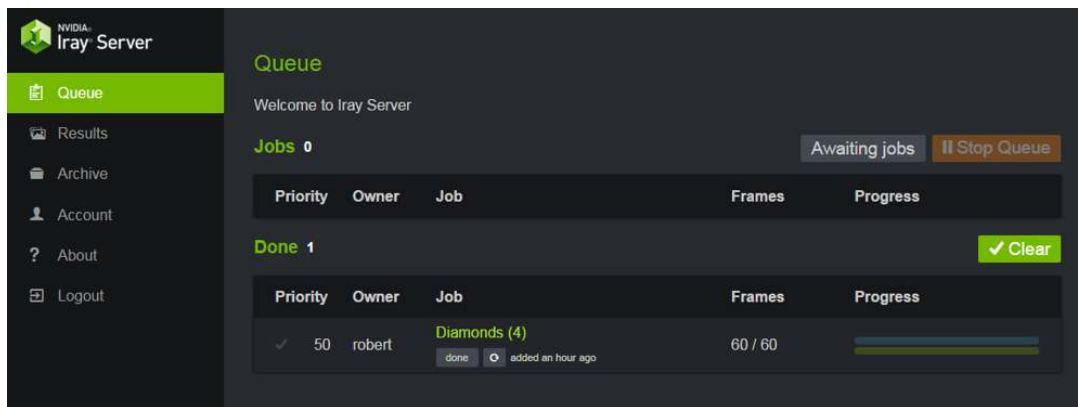 NVIDIA®
Iray® Server
Queue
Results
Archive
Account
? About
Logout
Queue
Welcome to Iray Server
Jobs 0
Awaiting jobs
Stop Queue
Priority Owner Job Frames Progress
Done 1
Clear
Priority Owner Job Frames Progress
50 robert Diamonds (4) 60 / 60
done added an hour ago